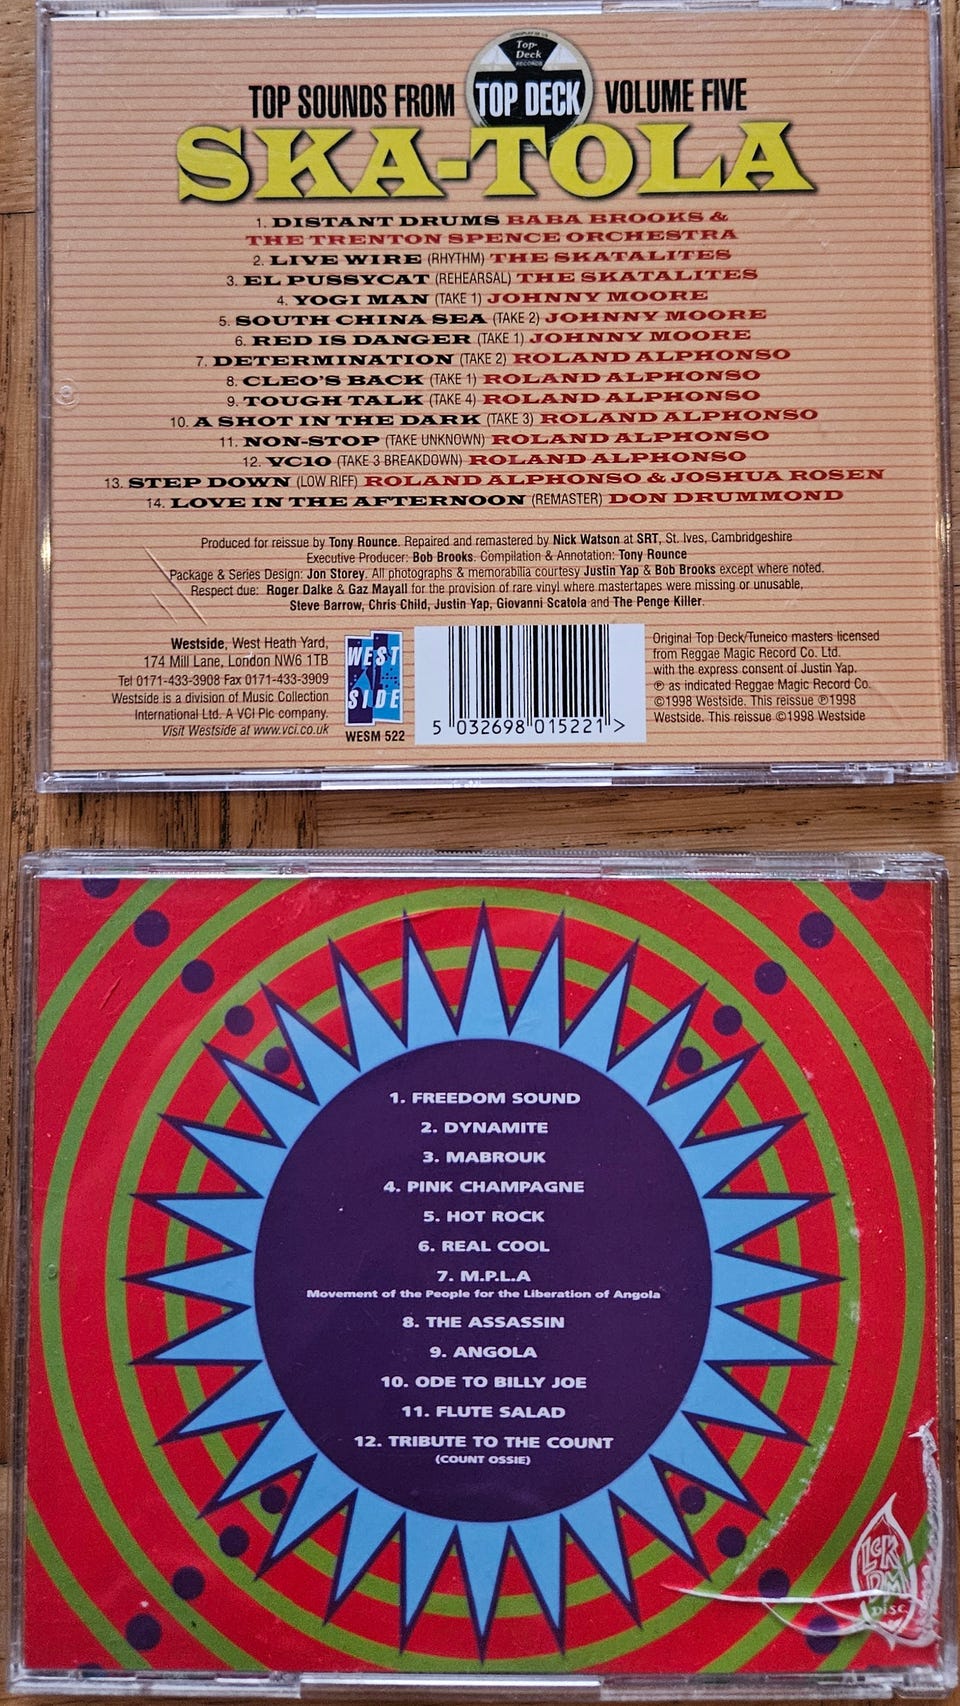 Top-
Deck
RECORDS
TOP SOUNDS FROM TOP DECK VOLUME FIVE
SKA-TOLA
1. DISTANT DRUMS BABA BROOKS &
THE TRENTON SPENCE ORCHESTRA
2. LIVE WIRE (RHYTHM) THE SKATALITES
3. EL PUSSYCAT (REHEARSAL) THE SKATALITES
4. YOGI MAN (TAKE 1) JOHNNY MOORE
5. SOUTH CHINA SEA (TAKE 2) JOHNNY MOORE
6. RED IS DANGER (TAKE 1) JOHNNY MOORE
7. DETERMINATION (TAKE 2) ROLAND ALPHONSO
8. CLEO'S BACK (TAKE 1) ROLAND ALPHONSO
9. TOUGH TALK (TAKE 4) ROLAND ALPHONSO
10. A SHOT IN THE DARK (TAKE 3) ROLAND ALPHONSO
11. NON-STOP (TAKE UNKNOWN) ROLAND ALPHONSO
12. VC10 (TAKE 3 BREAKDOWN) ROLAND ALPHONSO
13. STEP DOWN (LOW RIFF) ROLAND ALPHONSO & JOSHUA ROSEN
14. LOVE IN THE AFTERNOON (REMASTER) DON DRUMMOND
Produced for reissue by Tony Rounce. Repaired and remastered by Nick Watson at SRT, St. Ives, Cambridgeshire
Executive Producer: Bob Brooks. Compilation & Annotation: Tony Rounce
Package & Series Design: Jon Storey. All photographs & memorabilia courtesy Justin Yap & Bob Brooks except where noted.
Respect due: Roger Dalke & Gaz Mayall for the provision of rare vinyl where mastertapes were missing or unusable,
Steve Barrow, Chris Child, Justin Yap, Giovanni Scatola and The Penge Killer.
Westside, West Heath Yard,
174 Mill Lane, London NW6 1TB
Tel 0171-433-3908 Fax 0171-433-3909
Westside is a division of Music Collection
International Ltd. A VCI Plc company.
Visit Westside at www.vci.co.uk
WEST
SIDE
WESM 522
5 032698 015221 >
Original Top Deck/Tuneico masters licensed
from Reggae Magic Record Co. Ltd.
with the express consent of Justin Yap.
℗ as indicated Reggae Magic Record Co.
©1998 Westside. This reissue ℗1998
Westside. This reissue ©1998 Westside
1. FREEDOM SOUND
2. DYNAMITE
3. MABROUK
4. PINK CHAMPAGNE
5. HOT ROCK
6. REAL COOL
7. M.P.L.A
Movement of the People for the Liberation of Angola
8. THE ASSASSIN
9. ANGOLA
10. ODE TO BILLY JOE
11. FLUTE SALAD
12. TRIBUTE TO THE COUNT
(COUNT OSSIE)
DISC